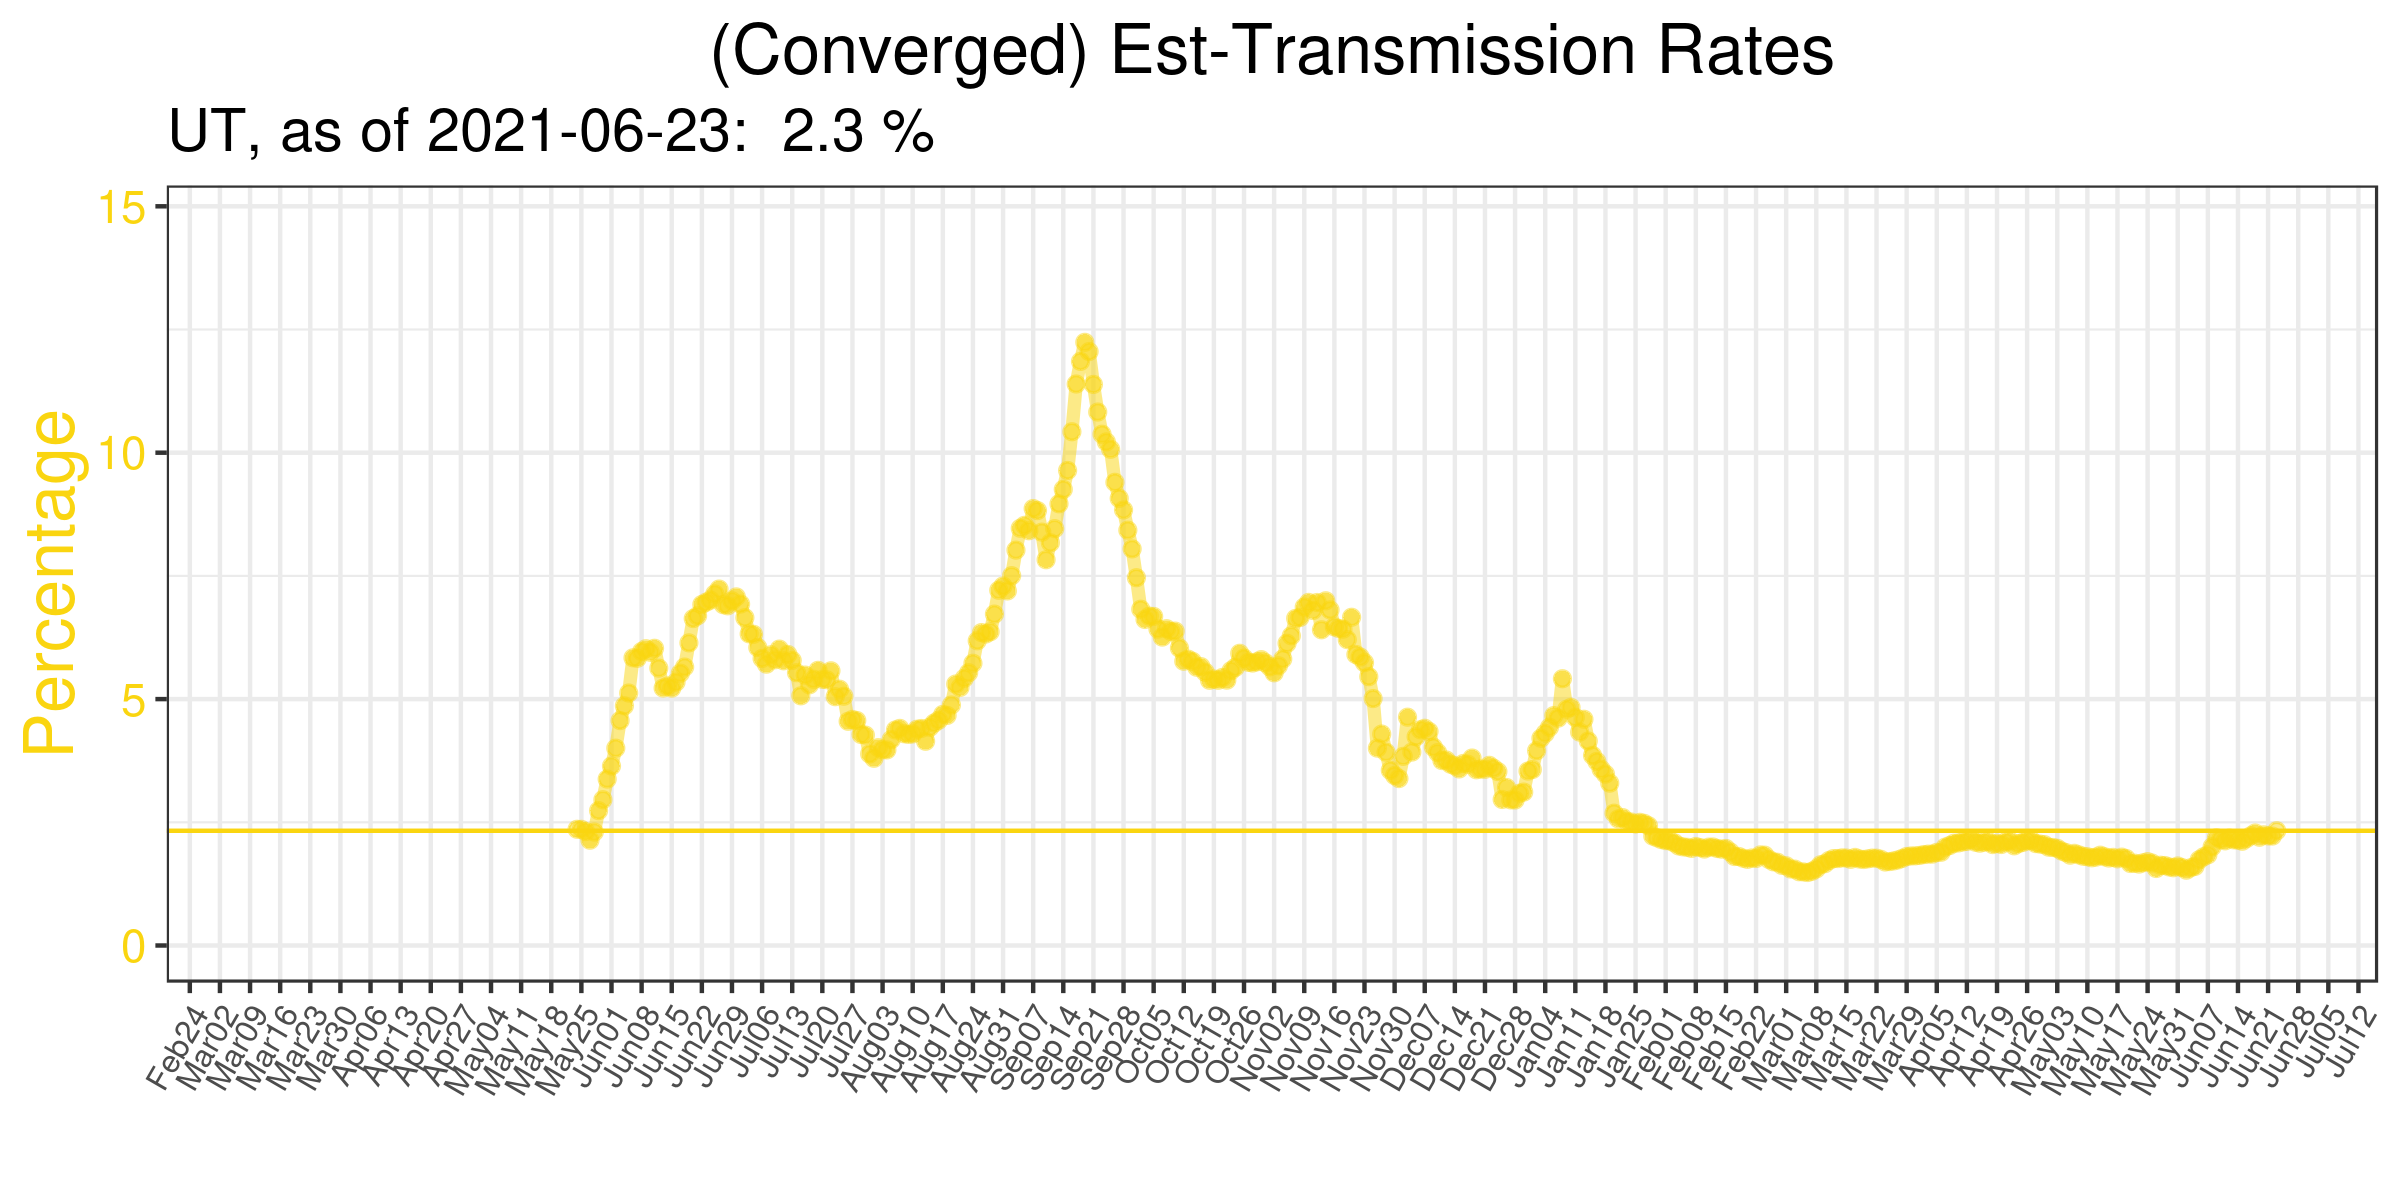 (Converged) Est-Transmission Rates
UT, as of 2021-06-23:  2.3 %
Percentage
15
10
5
0
Feb24
Mar02
Mar09
Mar16
Mar23
Mar30
Apr06
Apr13
Apr20
Apr27
May04
May11
May18
May25
Jun01
Jun08
Jun15
Jun22
Jun29
Jul06
Jul13
Jul20
Jul27
Aug03
Aug10
Aug17
Aug24
Aug31
Sep07
Sep14
Sep21
Sep28
Oct05
Oct12
Oct19
Oct26
Nov02
Nov09
Nov16
Nov23
Nov30
Dec07
Dec14
Dec21
Dec28
Jan04
Jan11
Jan18
Jan25
Feb01
Feb08
Feb15
Feb22
Mar01
Mar08
Mar15
Mar22
Mar29
Apr05
Apr12
Apr19
Apr26
May03
May10
May17
May24
May31
Jun07
Jun14
Jun21
Jun28
Jul05
Jul12